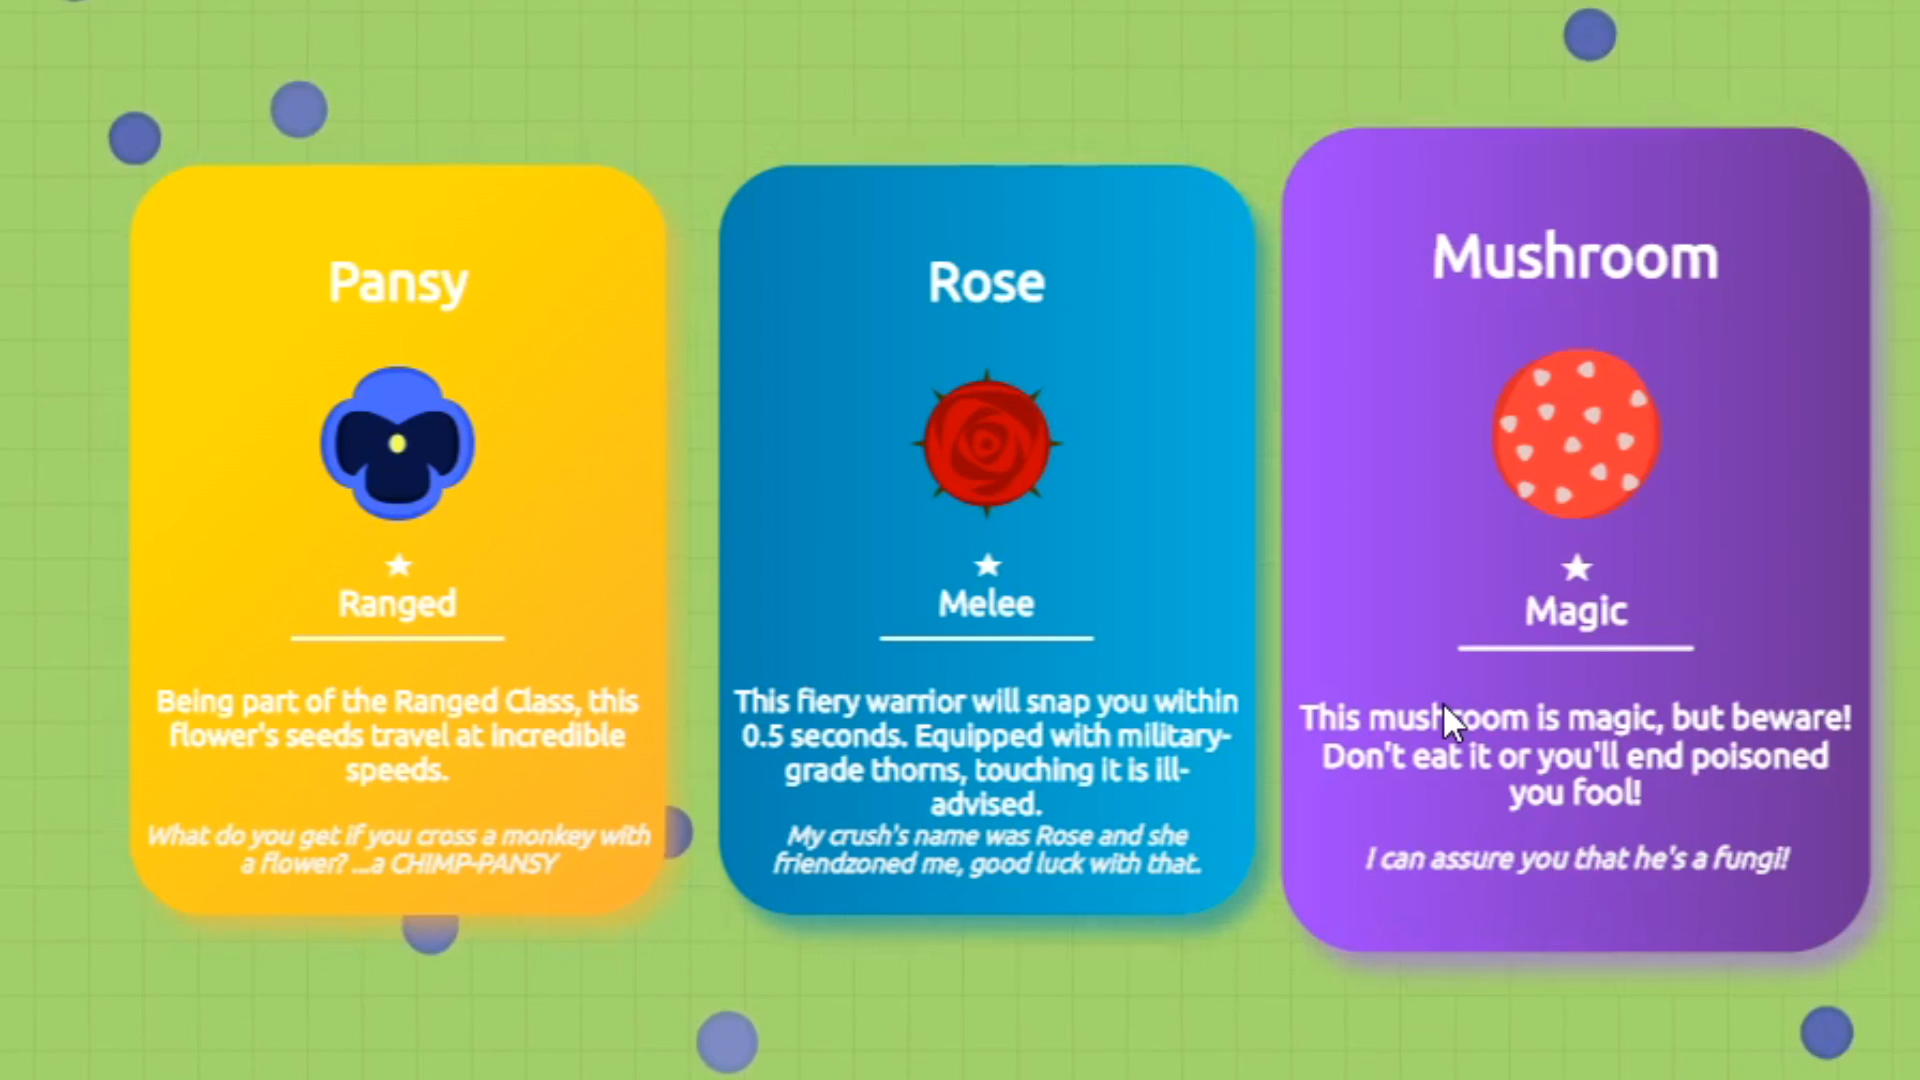 Pansy
Ranged
Being part of the Ranged Class, this
flower's seeds travel at incredible
speeds.
What do you get if you cross a monkey with
a flower? ...a CHIMP-PANSY
Rose
Melee
This fiery warrior will snap you within
0.5 seconds. Equipped with military-
grade thorns, touching it is ill-
advised.
My crush's name was Rose and she
friendzoned me, good luck with that.
Mushroom
Magic
This mushroom is magic, but beware!
Don't eat it or you'll end poisoned
you fool!
I can assure you that he's a fungi!